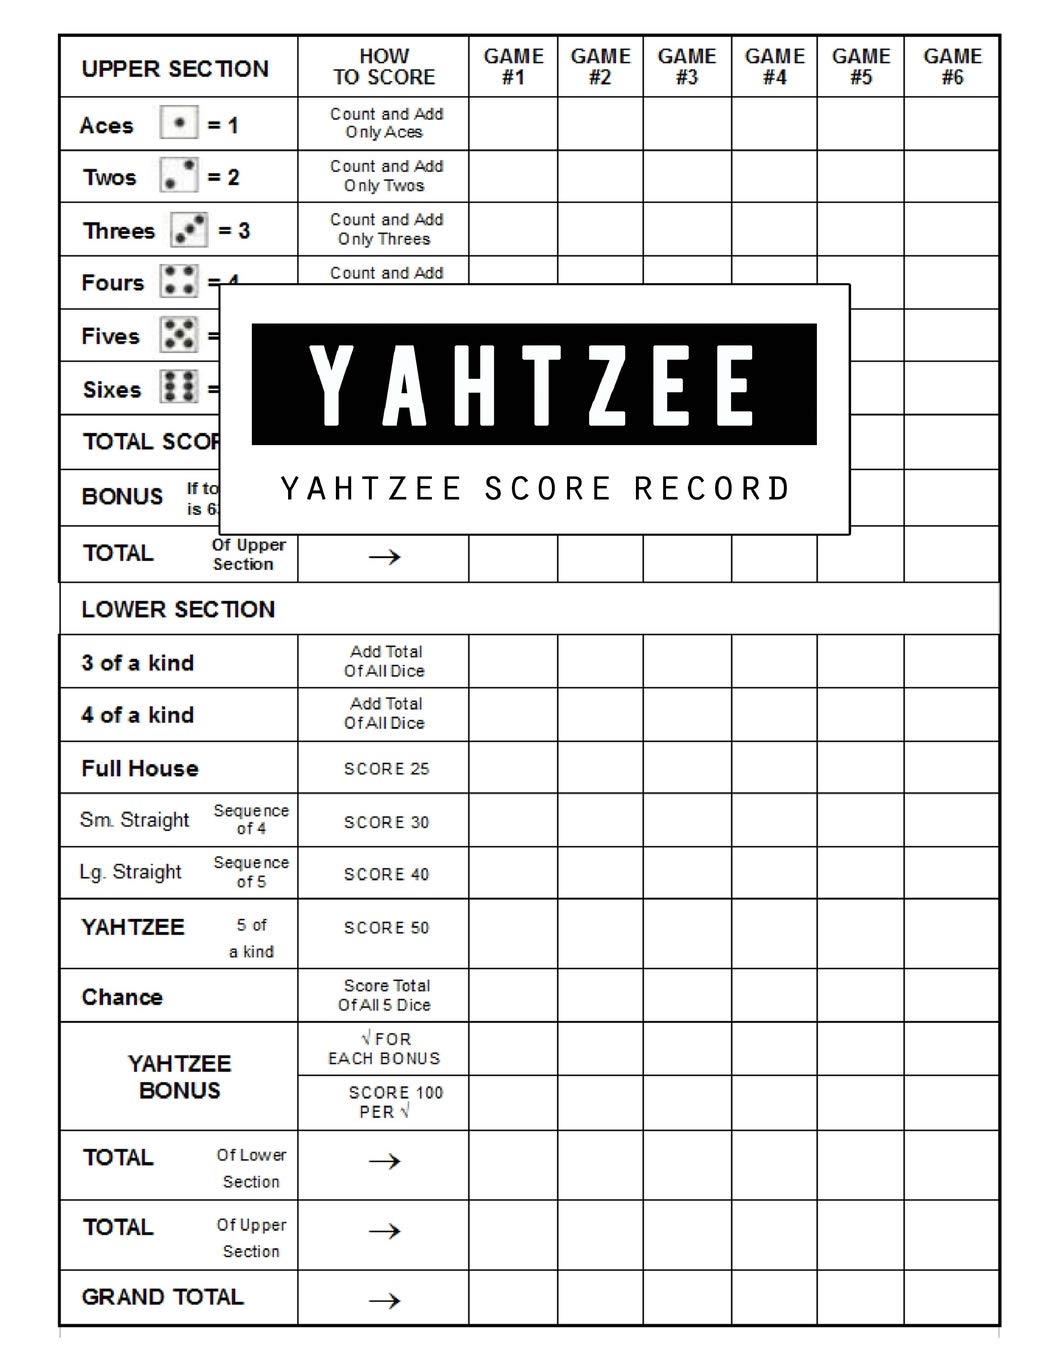 UPPER SECTION
HOW
TO SCORE
GAME
#1
GAME
#2
GAME
#3
GAME
#4
GAME
#5
GAME
#6
Aces = 1
Count and Add
Only Aces
Twos = 2
Count and Add
Only Twos
Threes = 3
Count and Add
Only Threes
Fours = 4
Count and Add
Fives =
Sixes =
YAHTZEE
YAHTZEE SCORE RECORD
TOTAL
BONUS
If to
is 6
TOTAL
Of Upper
Section
→
LOWER SECTION
3 of a kind
Add Total
Of All Dice
4 of a kind
Add Total
Of All Dice
Full House
SCORE 25
Sm. Straight
Sequence
of 4
SCORE 30
Lg. Straight
Sequence
of 5
SCORE 40
YAHTZEE
5 of
a kind
SCORE 50
Chance
Score Total
Of All 5 Dice
YAHTZEE
BONUS
√ FOR
EACH BONUS
SCORE 100
PER √
TOTAL
Of Lower
Section
→
TOTAL
Of Upper
Section
→
GRAND TOTAL
→